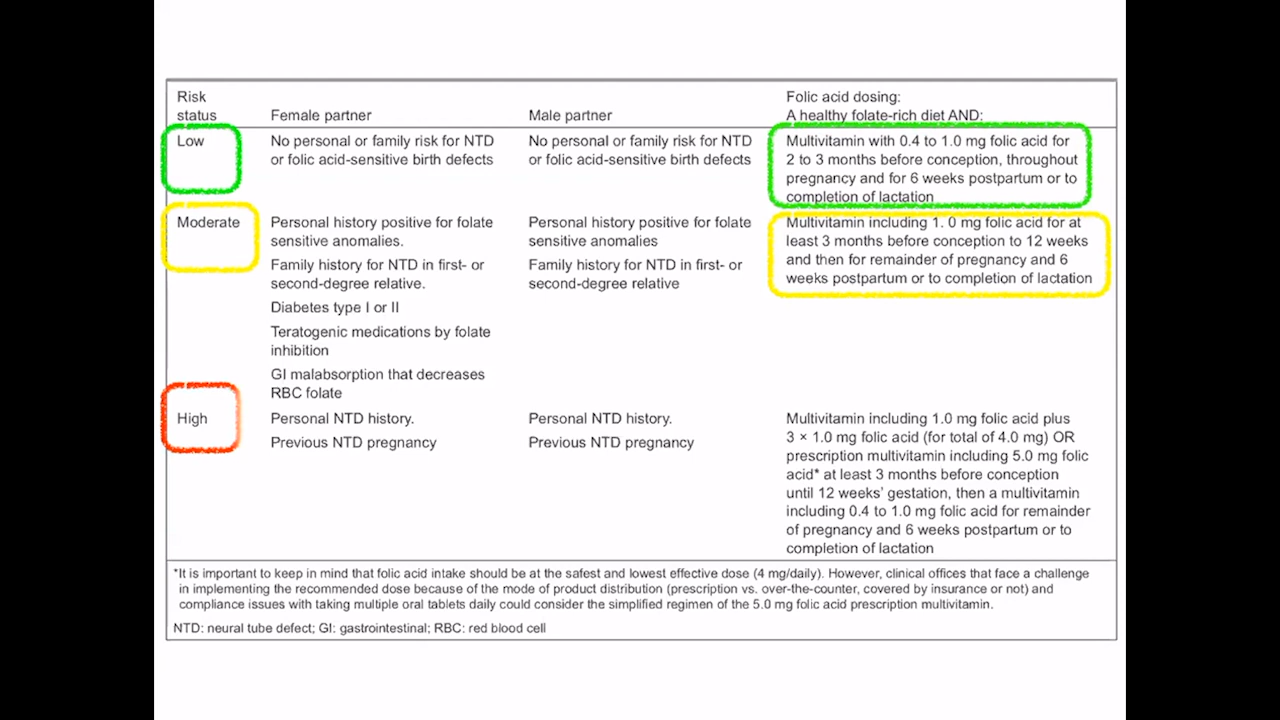 Risk status
Female partner
Male partner
Folic acid dosing:
A healthy folate-rich diet AND:
Low
No personal or family risk for NTD
or folic acid-sensitive birth defects
No personal or family risk for NTD
or folic acid-sensitive birth defects
Multivitamin with 0.4 to 1.0 mg folic acid for
2 to 3 months before conception, throughout
pregnancy and for 6 weeks postpartum or to
completion of lactation
Moderate
Personal history positive for folate
sensitive anomalies.
Family history for NTD in first- or
second-degree relative.
Diabetes type I or II
Teratogenic medications by folate
inhibition
GI malabsorption that decreases
RBC folate
Personal history positive for folate
sensitive anomalies
Family history for NTD in first- or
second-degree relative
Multivitamin including 1. 0 mg folic acid for at
least 3 months before conception to 12 weeks
and then for remainder of pregnancy and 6
weeks postpartum or to completion of lactation
High
Personal NTD history.
Previous NTD pregnancy
Personal NTD history.
Previous NTD pregnancy
Multivitamin including 1.0 mg folic acid plus
3 × 1.0 mg folic acid (for total of 4.0 mg) OR
prescription multivitamin including 5.0 mg folic
acid* at least 3 months before conception
until 12 weeks' gestation, then a multivitamin
including 0.4 to 1.0 mg folic acid for remainder
of pregnancy and 6 weeks postpartum or to
completion of lactation
*It is important to keep in mind that folic acid intake should be at the safest and lowest effective dose (4 mg/daily). However, clinical offices that face a challenge
in implementing the recommended dose because of the mode of product distribution (prescription vs. over-the-counter, covered by insurance or not) and
compliance issues with taking multiple oral tablets daily could consider the simplified regimen of the 5.0 mg folic acid prescription multivitamin.
NTD: neural tube defect; GI: gastrointestinal; RBC: red blood cell